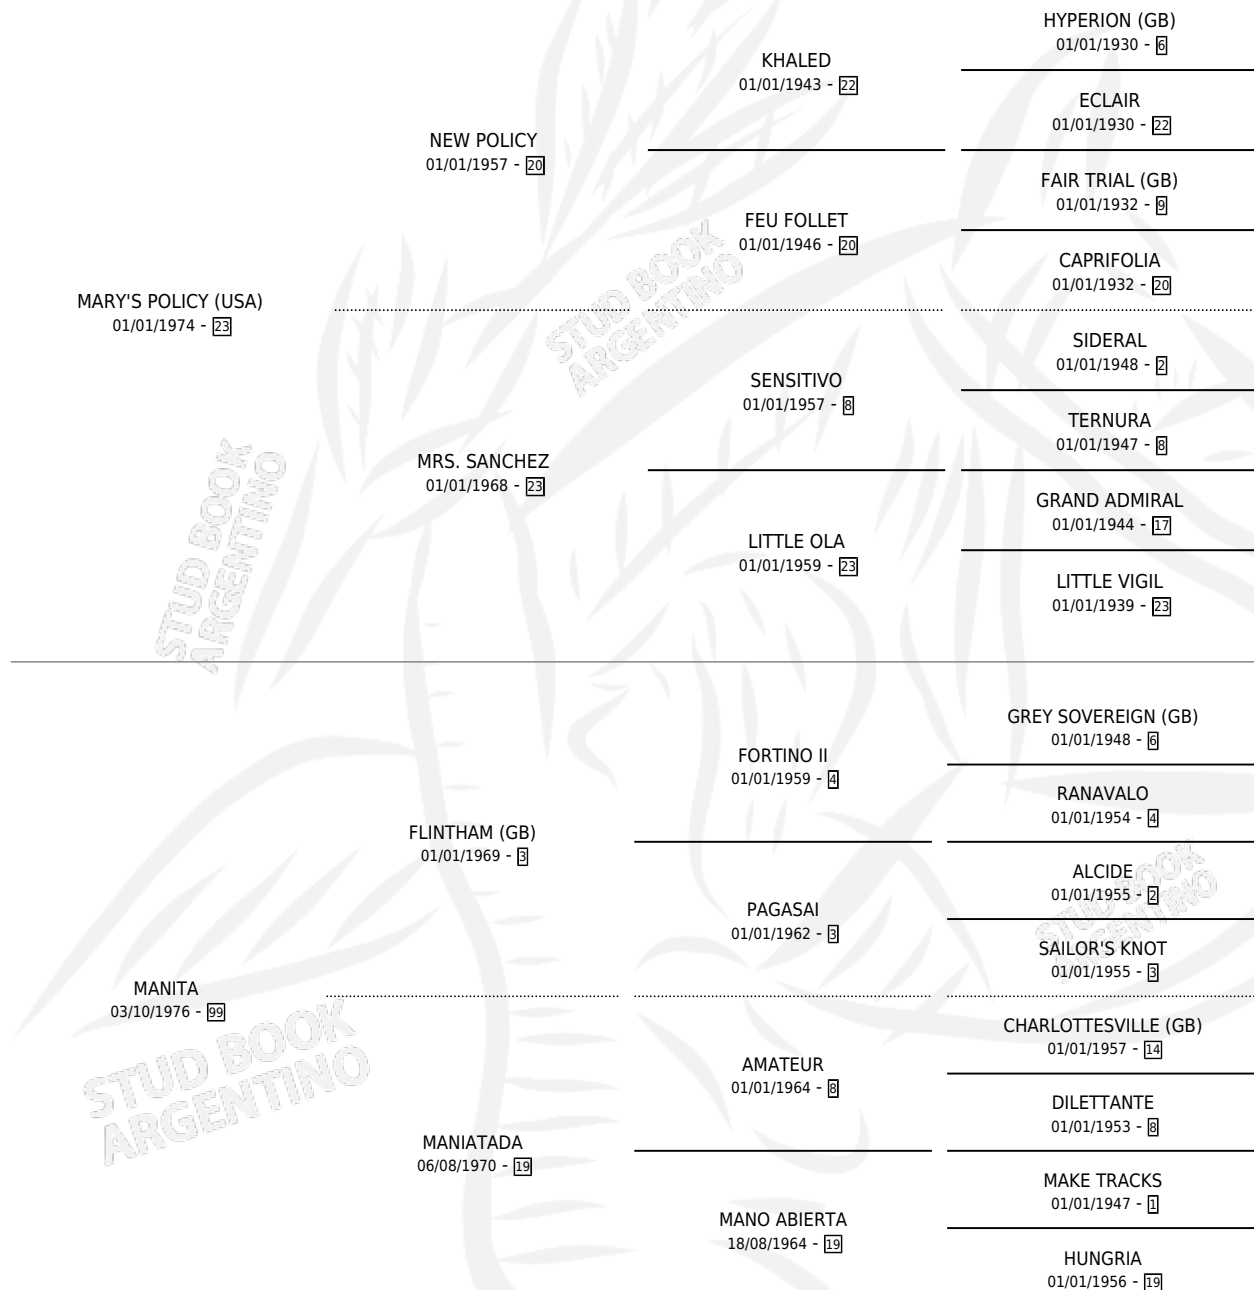 HYPERION (GB)
01/01/1930 - 6
KHALED
01/01/1943 - 22
ECLAIR
01/01/1930 - 22
NEW POLICY
01/01/1957 - 20
FAIR TRIAL (GB)
01/01/1932 - 9
FEU FOLLET
01/01/1946 - 20
CAPRIFOLIA
01/01/1932 - 20
MARY'S POLICY (USA)
01/01/1974 - 23
SIDERAL
01/01/1948 - 2
SENSITIVO
01/01/1957 - 8
TERNURA
01/01/1947 - 8
MRS. SANCHEZ
01/01/1968 - 23
GRAND ADMIRAL
01/01/1944 - 17
LITTLE OLA
01/01/1959 - 23
LITTLE VIGIL
01/01/1939 - 23
GREY SOVEREIGN (GB)
01/01/1948 - 6
FORTINO II
01/01/1959 - 4
RANAVALO
01/01/1954 - 4
FLINTHAM (GB)
01/01/1969 - 3
ALCIDE
01/01/1955 - 2
PAGASAI
01/01/1962 - 3
SAILOR'S KNOT
01/01/1955 - 3
MANITA
03/10/1976 - 99
CHARLOTTESVILLE (GB)
01/01/1957 - 14
AMATEUR
01/01/1964 - 8
DILETTANTE
01/01/1953 - 8
MANIATADA
06/08/1970 - 19
MAKE TRACKS
01/01/1947 - 1
MANO ABIERTA
18/08/1964 - 19
HUNGRIA
01/01/1956 - 19
STUD BOOK
ARGENTINO
STUD BOOK
ARGENTINO
STUD BOOK
ARGENTINO
STUD BOOK
ARGENTINO